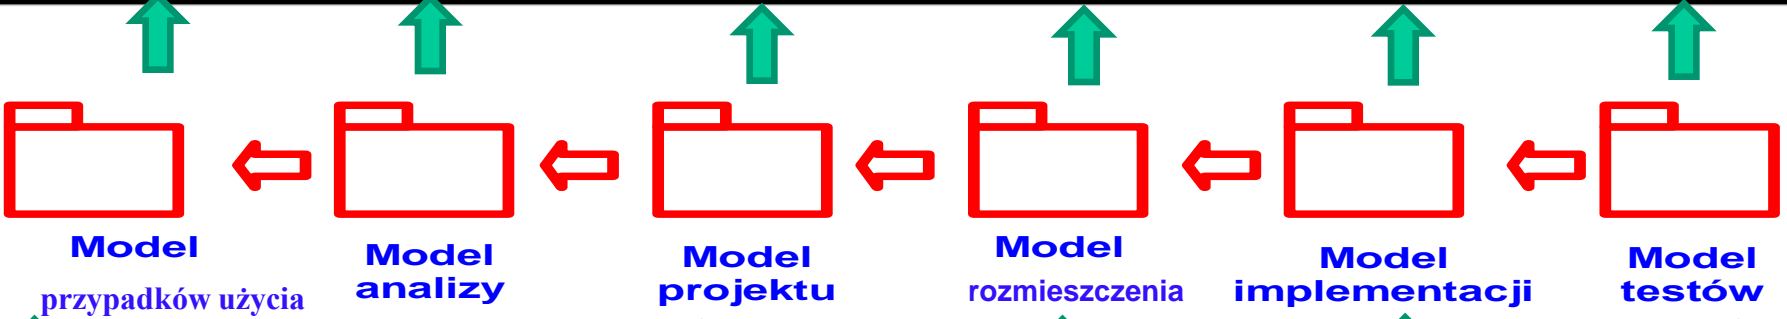 Model
przypadków użycia
Model
analizy
Model
projektu
Model
rozmieszczenia
Model
implementacji
Model
testów